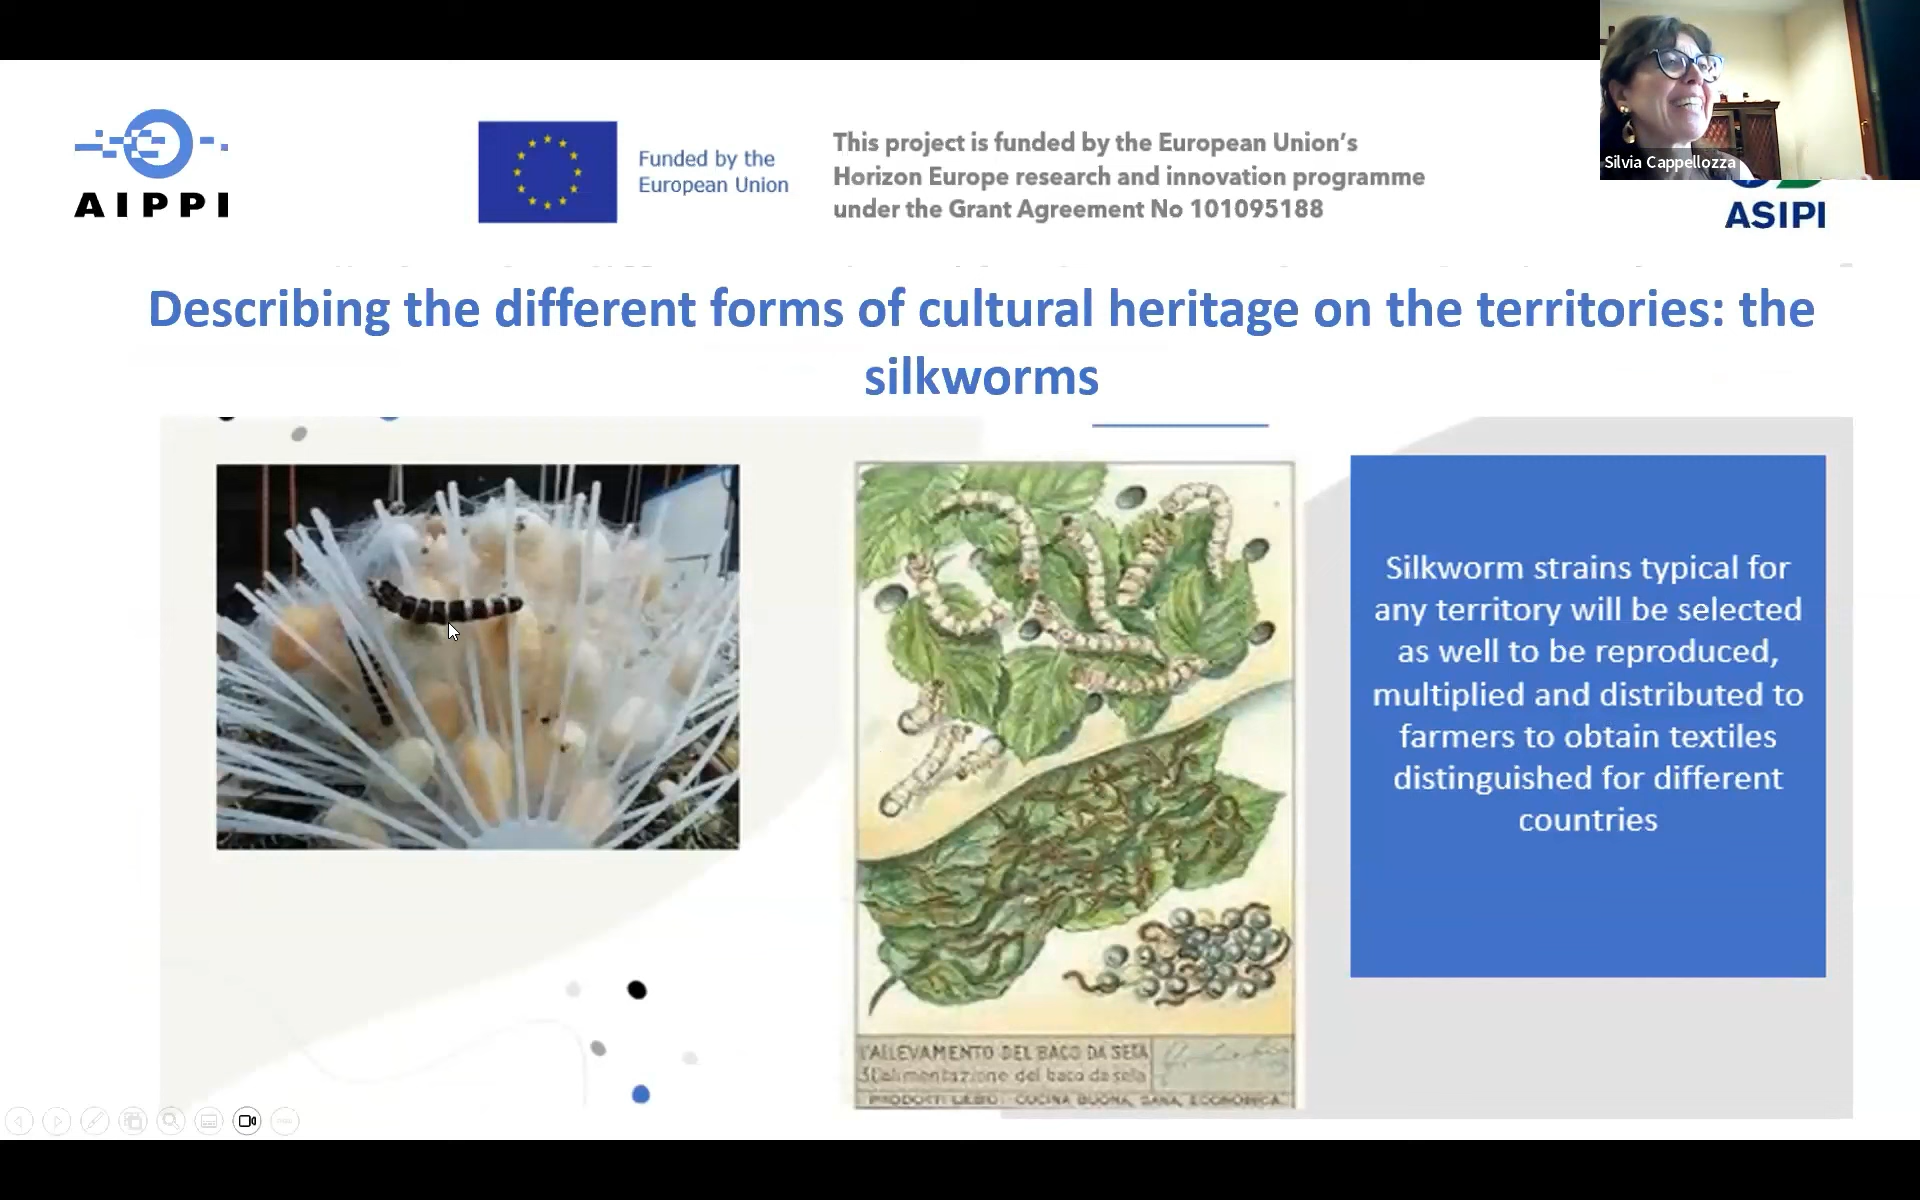 Silvia Cappellozza
AIPPI
Funded by the
European Union
This project is funded by the European Union's
Horizon Europe research and innovation programme
under the Grant Agreement No 101095188
ASIPI
Describing the different forms of cultural heritage on the territories: the
silkworms
Silkworm strains typical for
any territory will be selected
as well to be reproduced,
multiplied and distributed to
farmers to obtain textiles
distinguished for different
countries
L'ALLEVAMENTO DEL BACO DA SETA
3) L'alimentazione del baco da seta
PRODOTTI LIEBIG: CUCINA BUONA, SANA, ECONOMICA